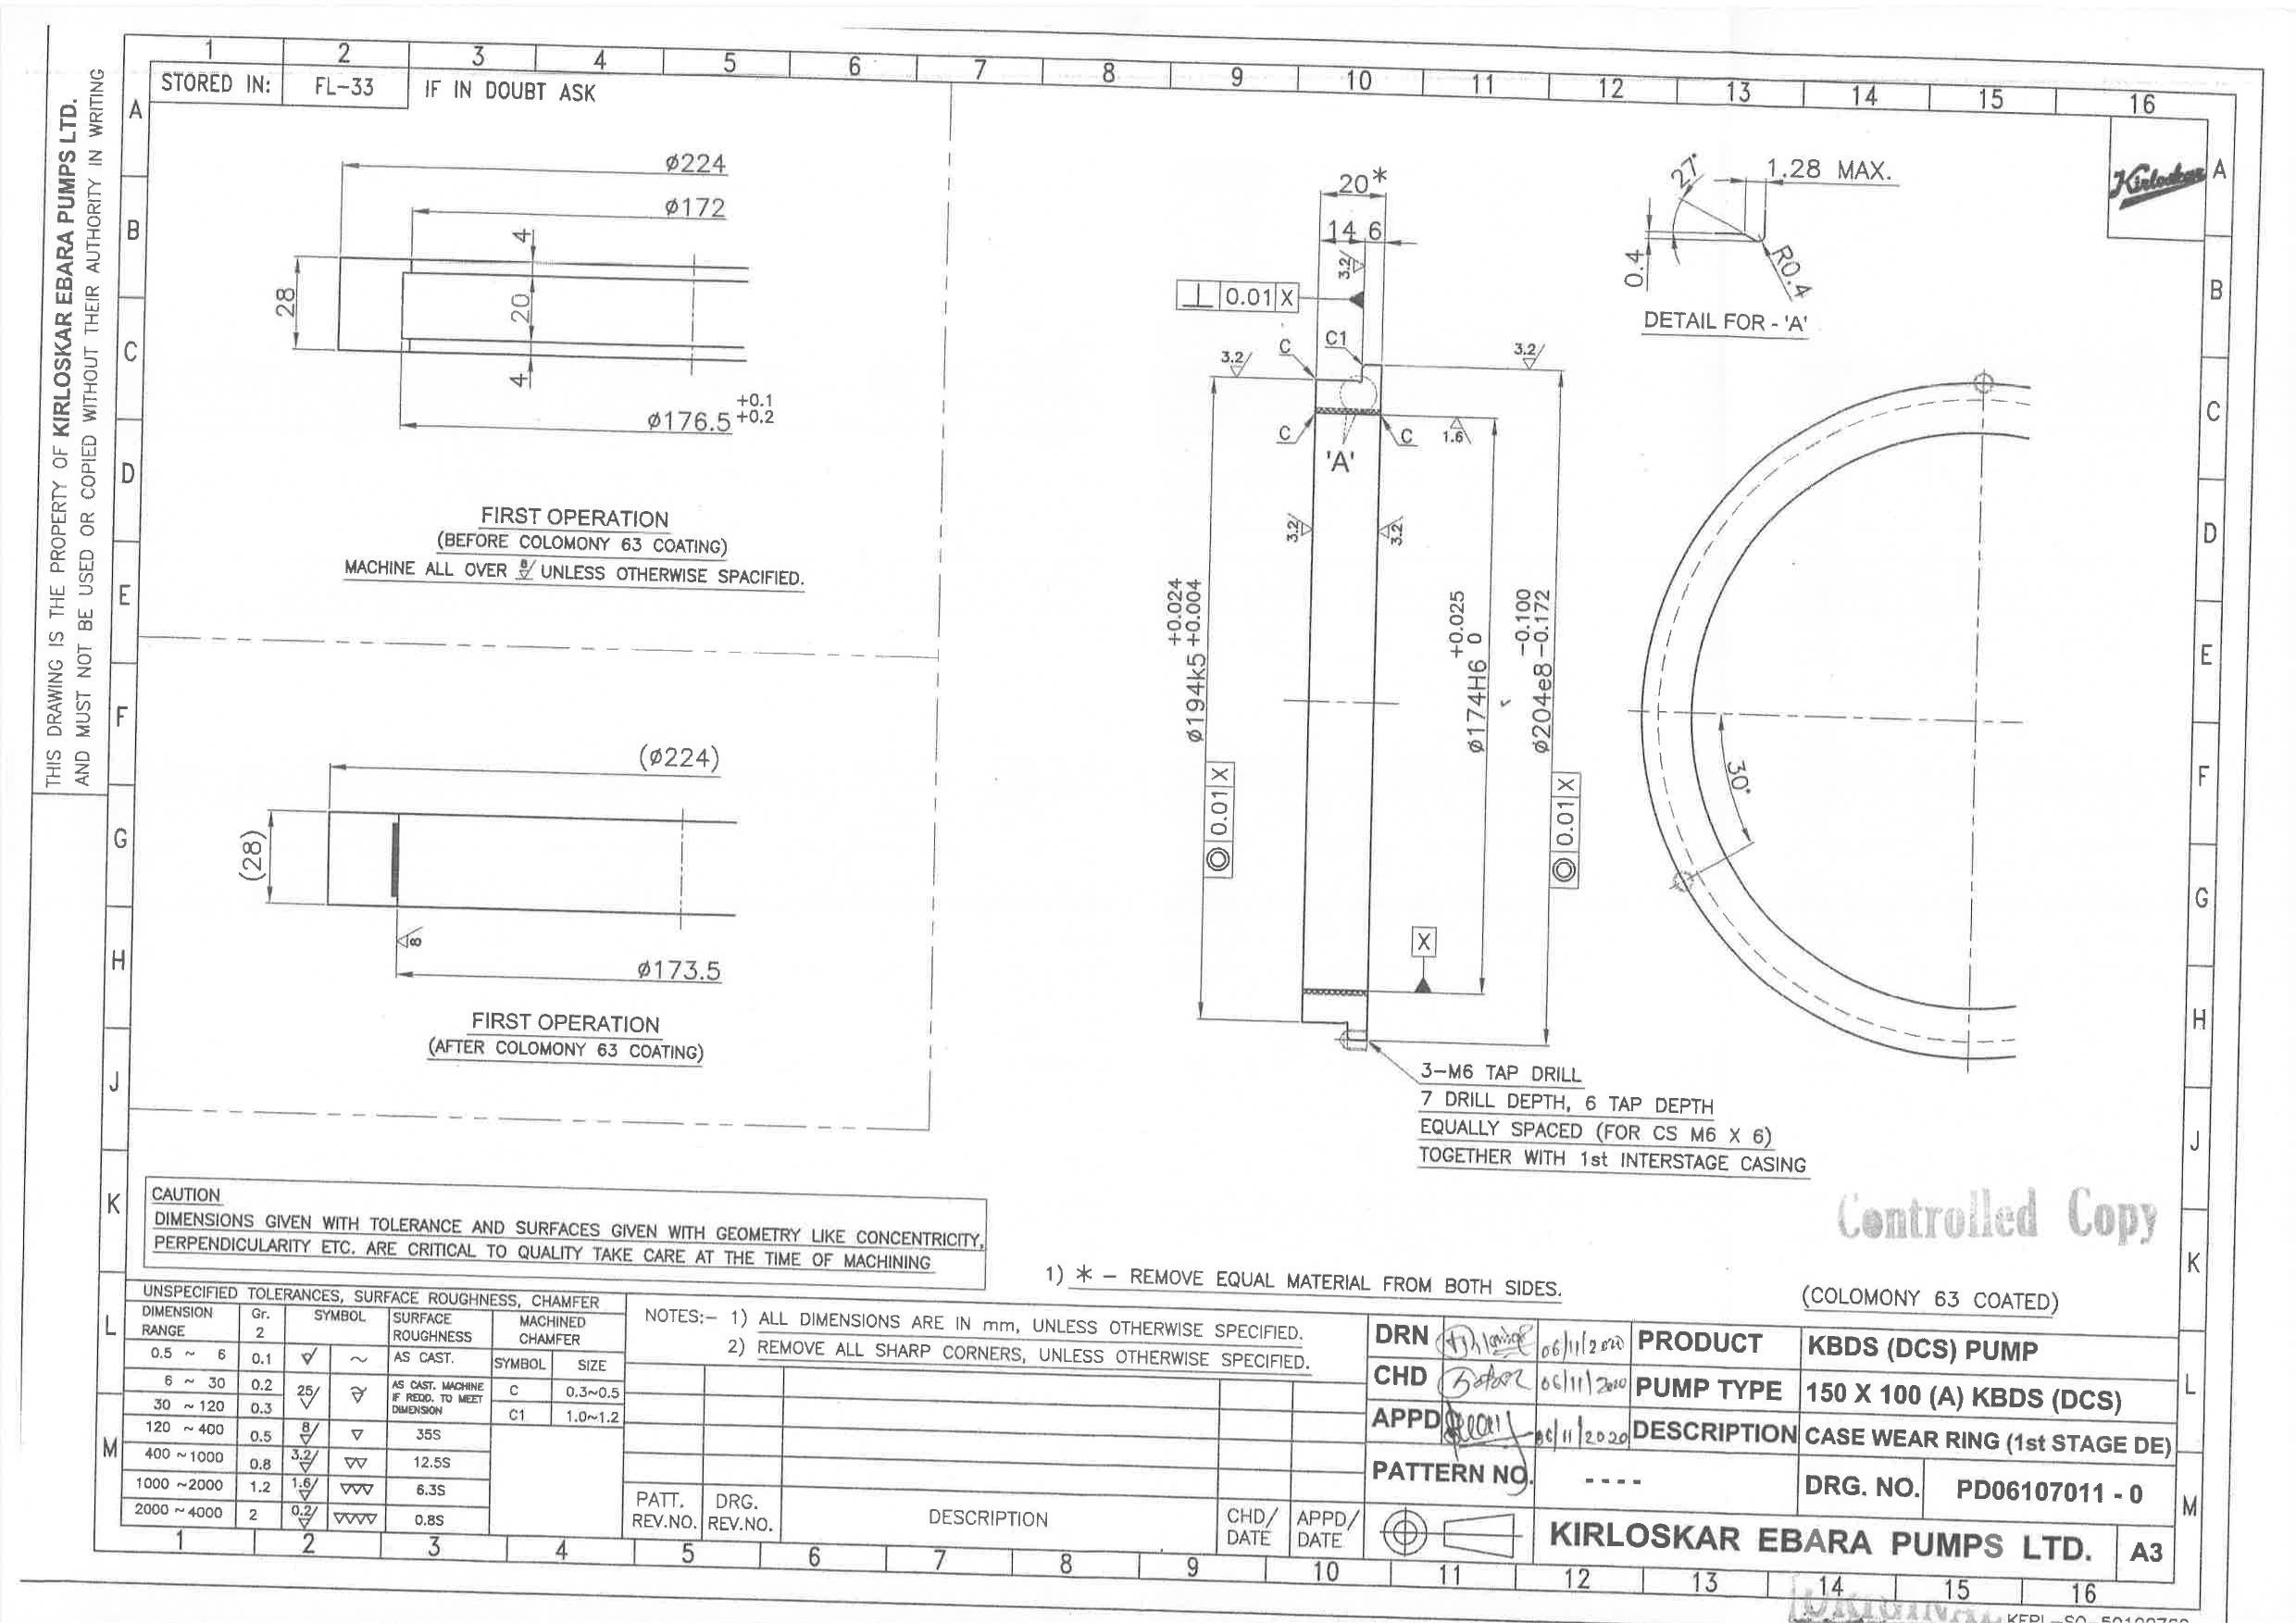 THIS DRAWING IS THE PROPERTY OF KIRLOSKAR EBARA PUMPS LTD.
AND MUST NOT BE USED OR COPIED WITHOUT THEIR AUTHORITY IN WRITING
1 2 3 4 5 6 7 8 9 10 11 12 13 14 15 16
A B C D E F G H J K L M
STORED IN: FL-33 IF IN DOUBT ASK
ø224
ø172
4
28
20
4
ø176.5 +0.1 +0.2
FIRST OPERATION
(BEFORE COLOMONY 63 COATING)
MACHINE ALL OVER 8 UNLESS OTHERWISE SPACIFIED.
(ø224)
(28)
8
ø173.5
FIRST OPERATION
(AFTER COLOMONY 63 COATING)
20*
14 6
3.2
⊥ 0.01 X
C C1
3.2 3.2
C C 1.6
'A'
3.2 3.2
ø194k5 +0.024 +0.004
ø174H6 +0.025 0
ø204e8 -0.100 -0.172
◎ 0.01 X
◎ 0.01 X
X
3-M6 TAP DRILL
7 DRILL DEPTH, 6 TAP DEPTH
EQUALLY SPACED (FOR CS M6 X 6)
TOGETHER WITH 1st INTERSTAGE CASING
27°
1.28 MAX.
0.4
R0.4
DETAIL FOR - 'A'
Kirloskar
A B C D E F G H J K L M
30°
Controlled Copy
CAUTION
DIMENSIONS GIVEN WITH TOLERANCE AND SURFACES GIVEN WITH GEOMETRY LIKE CONCENTRICITY,
PERPENDICULARITY ETC. ARE CRITICAL TO QUALITY TAKE CARE AT THE TIME OF MACHINING
1) * - REMOVE EQUAL MATERIAL FROM BOTH SIDES.
(COLOMONY 63 COATED)
UNSPECIFIED TOLERANCES, SURFACE ROUGHNESS, CHAMFER
DIMENSION RANGE Gr. 2 SYMBOL SURFACE ROUGHNESS MACHINED CHAMFER
SYMBOL SIZE
0.5 ~ 6 0.1 ~ AS CAST.
6 ~ 30 0.2 25 AS CAST. MACHINE IF REQD. TO MEET DIMENSION C 0.3~0.5
30 ~ 120 0.3 C1 1.0~1.2
120 ~ 400 0.5 8 ▽ 35S
400 ~ 1000 0.8 3.2 ▽▽ 12.5S
1000 ~2000 1.2 1.6 ▽▽▽ 6.3S
2000 ~ 4000 2 0.2 ▽▽▽▽ 0.8S
NOTES:- 1) ALL DIMENSIONS ARE IN mm, UNLESS OTHERWISE SPECIFIED.
2) REMOVE ALL SHARP CORNERS, UNLESS OTHERWISE SPECIFIED.
PATT. REV.NO. DRG. REV.NO. DESCRIPTION CHD/ DATE APPD/ DATE
DRN 06/11/2020 PRODUCT KBDS (DCS) PUMP
CHD 06/11/2020 PUMP TYPE 150 X 100 (A) KBDS (DCS)
APPD 06/11/2020 DESCRIPTION CASE WEAR RING (1st STAGE DE)
PATTERN NO. ---- DRG. NO. PD06107011 - 0
KIRLOSKAR EBARA PUMPS LTD. A3
1 2 3 4 5 6 7 8 9 10 11 12 13 14 15 16